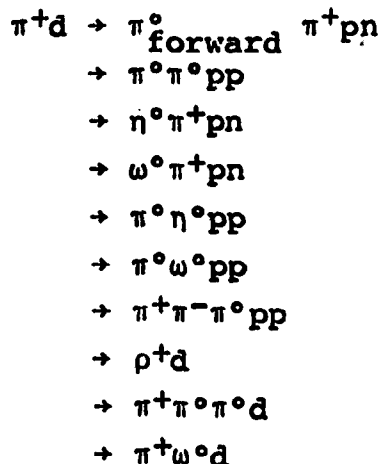 π⁺d → π°forward π⁺pn
→ π°π°pp
→ η°π⁺pn
→ ω°π⁺pn
→ π°η°pp
→ π°ω°pp
→ π⁺π⁻π°pp
→ ρ⁺d
→ π⁺π°π°d
→ π⁺ω°d